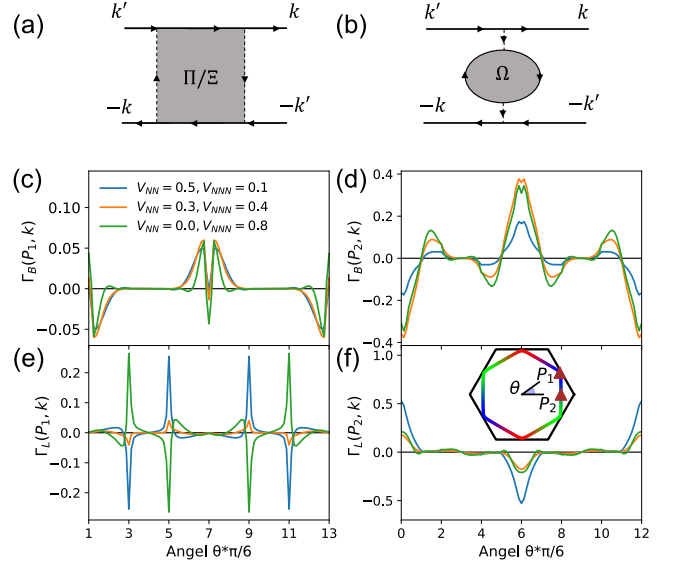 (a)
k′
k
Π/Ξ
−k
−k′
(b)
k′
k
Ω
−k
−k′
(c)
V_NN = 0.5, V_NNN = 0.1
V_NN = 0.3, V_NNN = 0.4
V_NN = 0.0, V_NNN = 0.8
Γ_B(P_1, k)
0.10
0.05
0.00
−0.05
(d)
Γ_B(P_2, k)
0.4
0.2
0.0
−0.2
−0.4
(e)
Γ_L(P_1, k)
0.2
0.1
0.0
−0.1
−0.2
1
3
5
7
9
11
13
Angel θ*π/6
(f)
Γ_L(P_2, k)
1.0
0.5
0.0
−0.5
θ
P_1
P_2
0
2
4
6
8
10
12
Angel θ*π/6